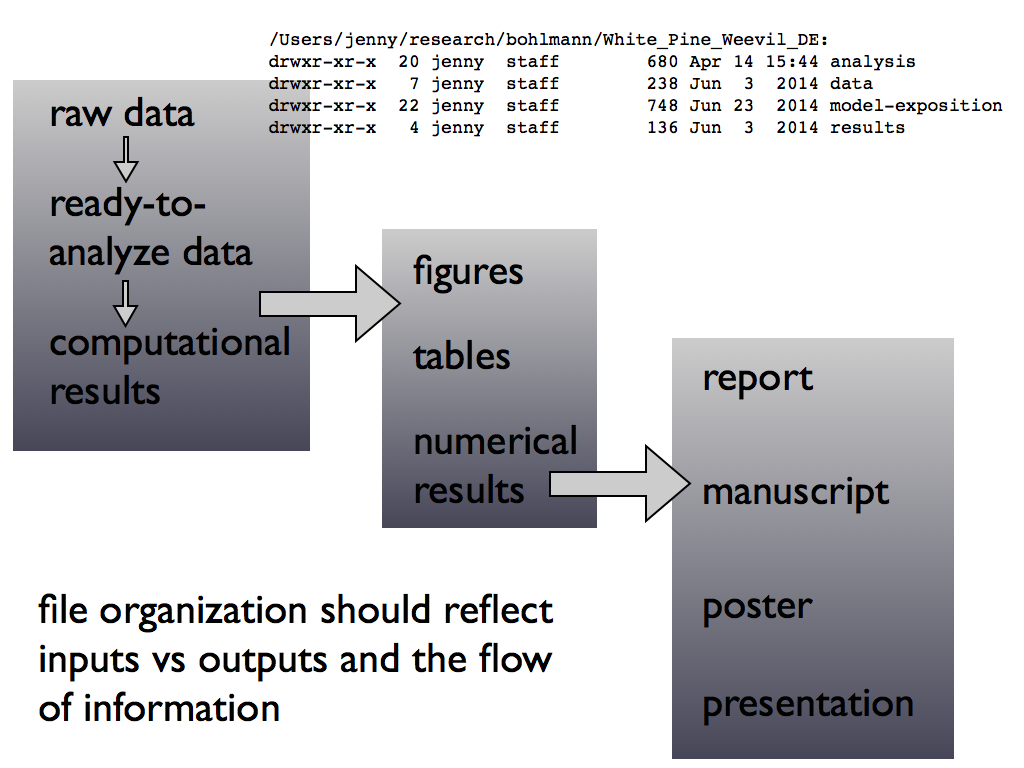 /Users/jenny/research/bohlmann/White_Pine_Weevil_DE:
drwxr-xr-x  20 jenny  staff        680 Apr 14 15:44 analysis
drwxr-xr-x   7 jenny  staff        238 Jun  3  2014 data
drwxr-xr-x  22 jenny  staff        748 Jun 23  2014 model-exposition
drwxr-xr-x   4 jenny  staff        136 Jun  3  2014 results
raw data
ready-to-
analyze data
computational
results
figures
tables
numerical
results
report
manuscript
poster
presentation
file organization should reflect
inputs vs outputs and the flow
of information